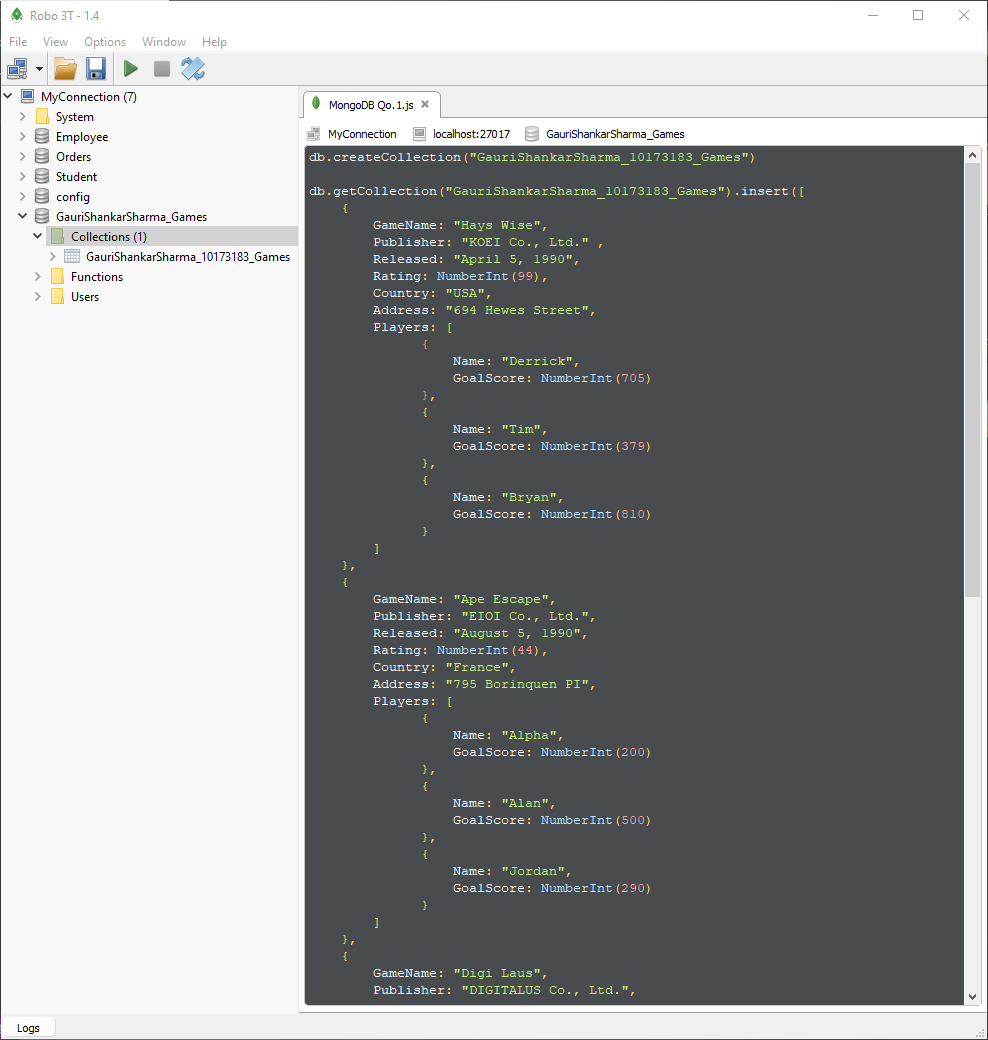 Robo 3T - 1.4
File View Options Window Help
MyConnection (7)
System
Employee
Orders
Student
config
GauriShankarSharma_Games
Collections (1)
GauriShankarSharma_10173183_Games
Functions
Users
MongoDB Qo.1.js
MyConnection localhost:27017 GauriShankarSharma_Games
db.createCollection("GauriShankarSharma_10173183_Games")
db.getCollection("GauriShankarSharma_10173183_Games").insert([
{
GameName: "Hays Wise",
Publisher: "KOEI Co., Ltd." ,
Released: "April 5, 1990",
Rating: NumberInt(99),
Country: "USA",
Address: "694 Hewes Street",
Players: [
{
Name: "Derrick",
GoalScore: NumberInt(705)
},
{
Name: "Tim",
GoalScore: NumberInt(379)
},
{
Name: "Bryan",
GoalScore: NumberInt(810)
}
]
},
{
GameName: "Ape Escape",
Publisher: "EIOI Co., Ltd.",
Released: "August 5, 1990",
Rating: NumberInt(44),
Country: "France",
Address: "795 Borinquen PI",
Players: [
{
Name: "Alpha",
GoalScore: NumberInt(200)
},
{
Name: "Alan",
GoalScore: NumberInt(500)
},
{
Name: "Jordan",
GoalScore: NumberInt(290)
}
]
},
{
GameName: "Digi Laus",
Publisher: "DIGITALUS Co., Ltd.",
Logs